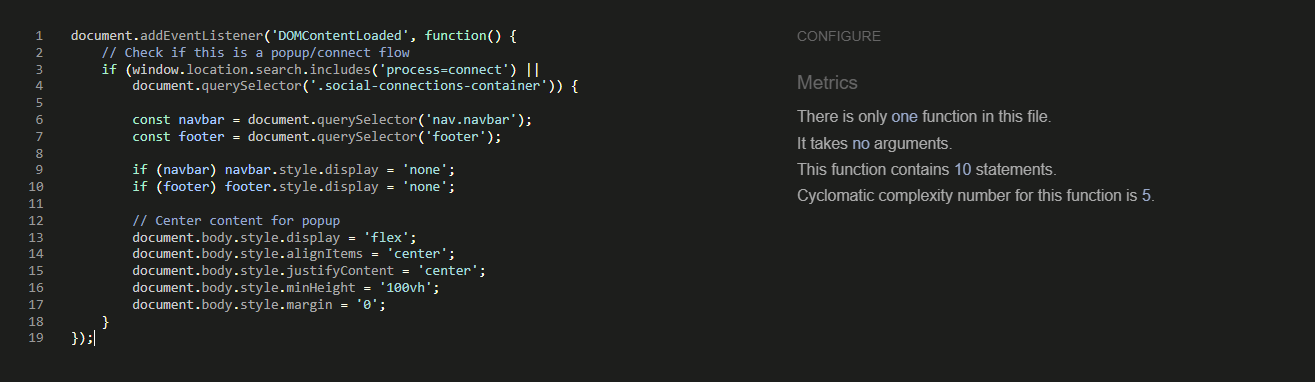 1 document.addEventListener('DOMContentLoaded', function() {
2     // Check if this is a popup/connect flow
3     if (window.location.search.includes('process=connect') ||
4         document.querySelector('.social-connections-container')) {
5
6         const navbar = document.querySelector('nav.navbar');
7         const footer = document.querySelector('footer');
8
9         if (navbar) navbar.style.display = 'none';
10         if (footer) footer.style.display = 'none';
11
12         // Center content for popup
13         document.body.style.display = 'flex';
14         document.body.style.alignItems = 'center';
15         document.body.style.justifyContent = 'center';
16         document.body.style.minHeight = '100vh';
17         document.body.style.margin = '0';
18     }
19 });
CONFIGURE
Metrics
There is only one function in this file.
It takes no arguments.
This function contains 10 statements.
Cyclomatic complexity number for this function is 5.